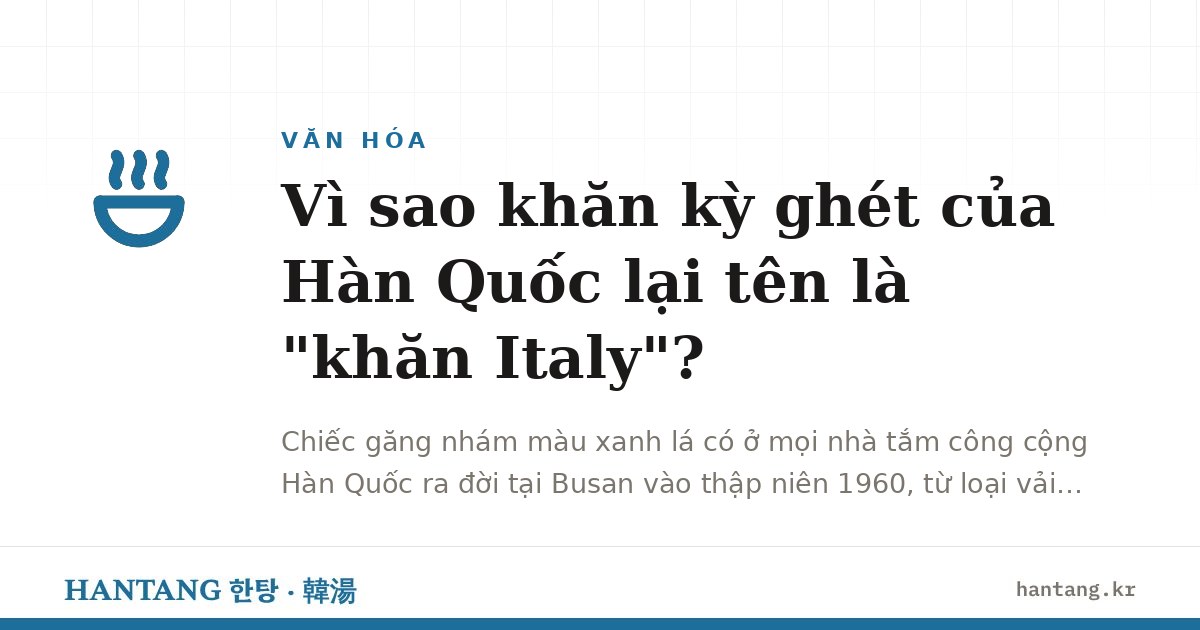 VĂN HÓA
Vì sao khăn kỳ ghét của
Hàn Quốc lại tên là
"khăn Italy"?
Chiếc găng nhám màu xanh lá có ở mọi nhà tắm công cộng
Hàn Quốc ra đời tại Busan vào thập niên 1960, từ loại vải...
HANTANG 한탕 · 韓湯
hantang.kr